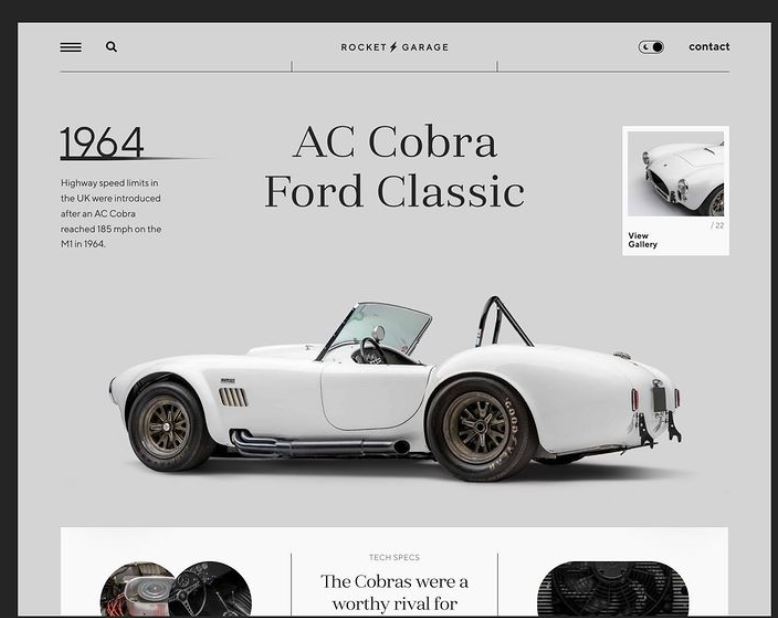 ROCKET GARAGE
contact
1964
Highway speed limits in
the UK were introduced
after an AC Cobra
reached 185 mph on the
M1 in 1964.
AC Cobra
Ford Classic
/ 22
View
Gallery
GOODYEAR
TECH SPECS
The Cobras were a
worthy rival for